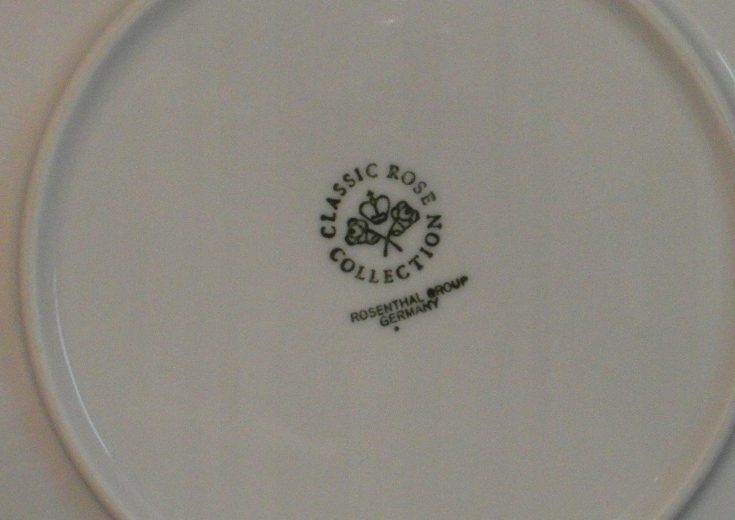 CLASSIC ROSE
COLLECTION
ROSENTHAL GROUP
GERMANY